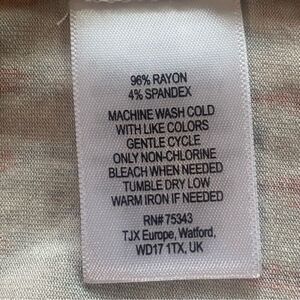 96% RAYON
4% SPANDEX
MACHINE WASH COLD
WITH LIKE COLORS
GENTLE CYCLE
ONLY NON-CHLORINE
BLEACH WHEN NEEDED
TUMBLE DRY LOW
WARM IRON IF NEEDED
RN# 75343
TJX Europe, Watford,
WD17 1TX, UK